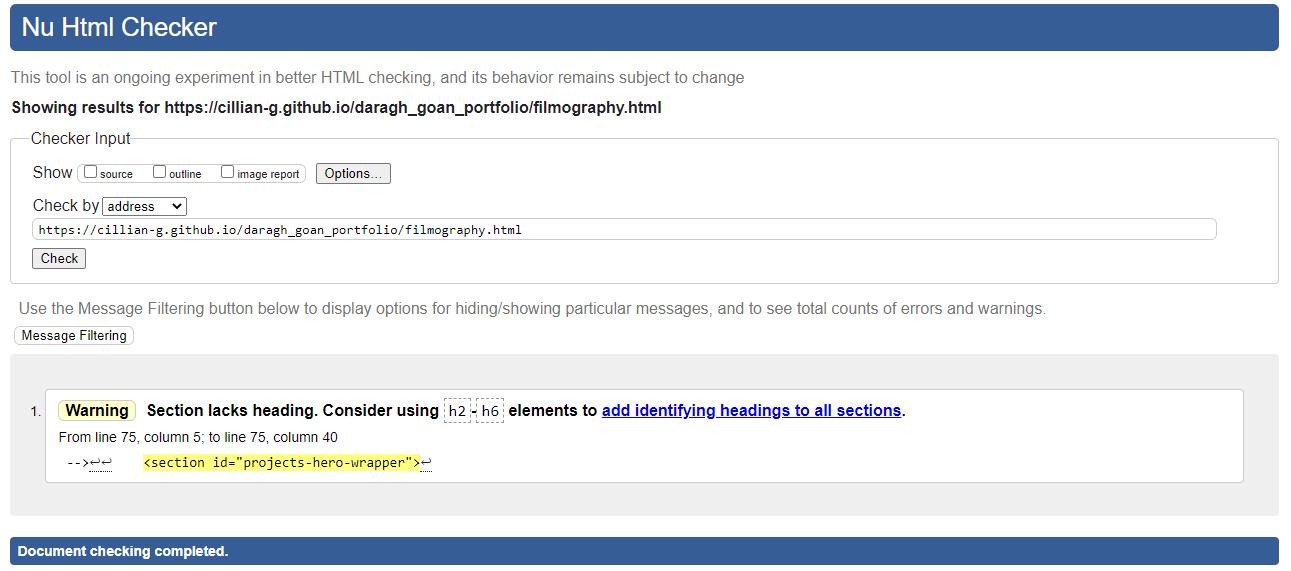 Nu Html Checker
This tool is an ongoing experiment in better HTML checking, and its behavior remains subject to change
Showing results for https://cillian-g.github.io/daragh_goan_portfolio/filmography.html
Checker Input
Show source outline image report Options...
Check by address
https://cillian-g.github.io/daragh_goan_portfolio/filmography.html
Check
Use the Message Filtering button below to display options for hiding/showing particular messages, and to see total counts of errors and warnings.
Message Filtering
1. Warning Section lacks heading. Consider using h2-h6 elements to add identifying headings to all sections.
From line 75, column 5; to line 75, column 40
-->↩↩ <section id="projects-hero-wrapper">↩
Document checking completed.